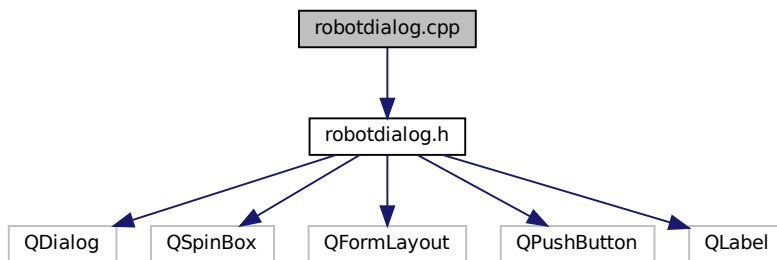 robotdialog.cpp
robotdialog.h
QDialog
QSpinBox
QFormLayout
QPushButton
QLabel